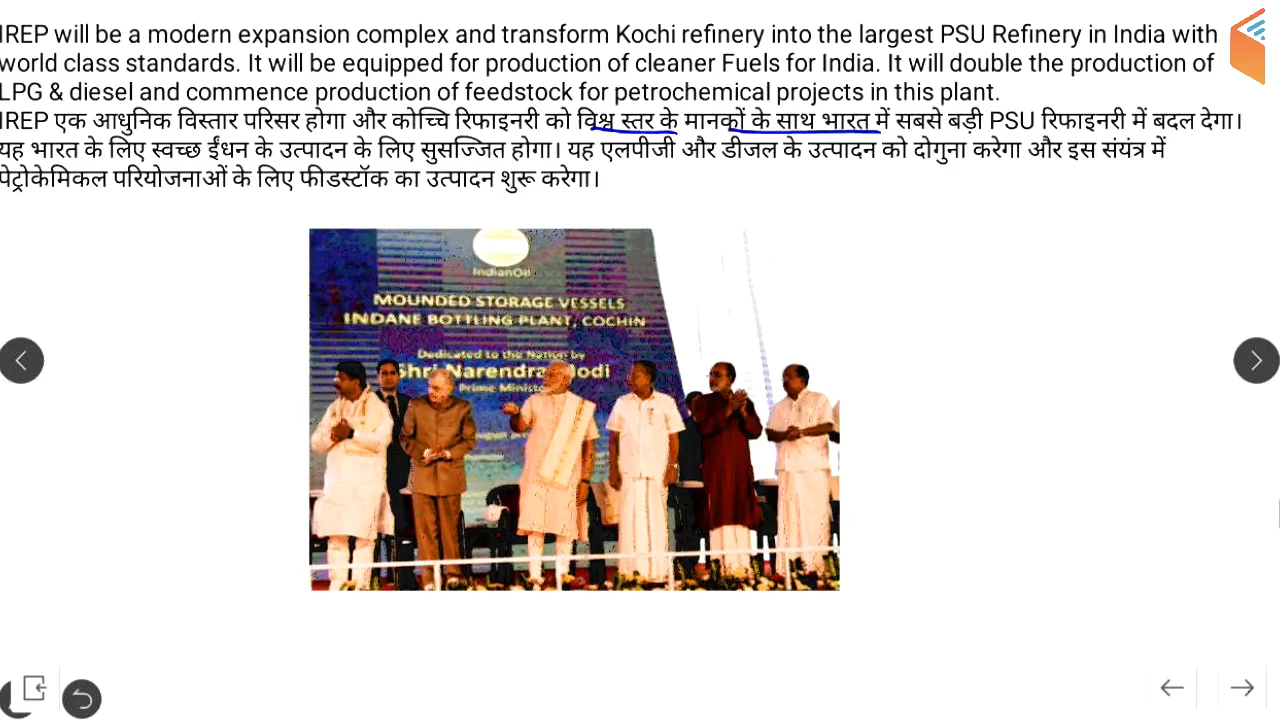 IREP will be a modern expansion complex and transform Kochi refinery into the largest PSU Refinery in India with
world class standards. It will be equipped for production of cleaner Fuels for India. It will double the production of
LPG & diesel and commence production of feedstock for petrochemical projects in this plant.
IREP एक आधुनिक विस्तार परिसर होगा और कोच्चि रिफाइनरी को विश्व स्तर के मानकों के साथ भारत में सबसे बड़ी PSU रिफाइनरी में बदल देगा।
यह भारत के लिए स्वच्छ ईंधन के उत्पादन के लिए सुसज्जित होगा। यह एलपीजी और डीजल के उत्पादन को दोगुना करेगा और इस संयंत्र में
पेट्रोकेमिकल परियोजनाओं के लिए फीडस्टॉक का उत्पादन शुरू करेगा।
IndianOil
MOUNDED STORAGE VESSELS
INDANE BOTTLING PLANT, COCHIN
Dedicated to the Nation by
Shri Narendra Modi
Prime Ministe